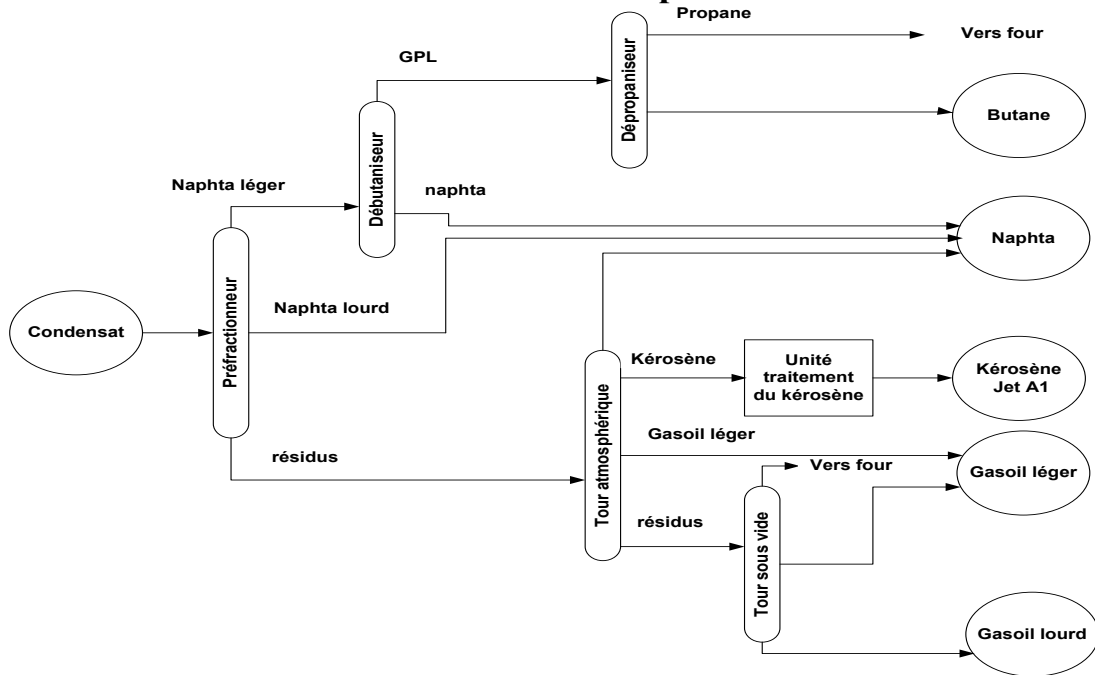 Propane
Vers four
GPL
Dépropaniseur
Butane
Débutaniseur
Naphta léger
naphta
Naphta
Préfractionneur
Naphta lourd
Condensat
Kérosène
Unité
traitement
du kérosène
Kérosène
Jet A1
Tour atmosphérique
Gasoil léger
résidus
Vers four
Gasoil léger
résidus
Tour sous vide
Gasoil lourd